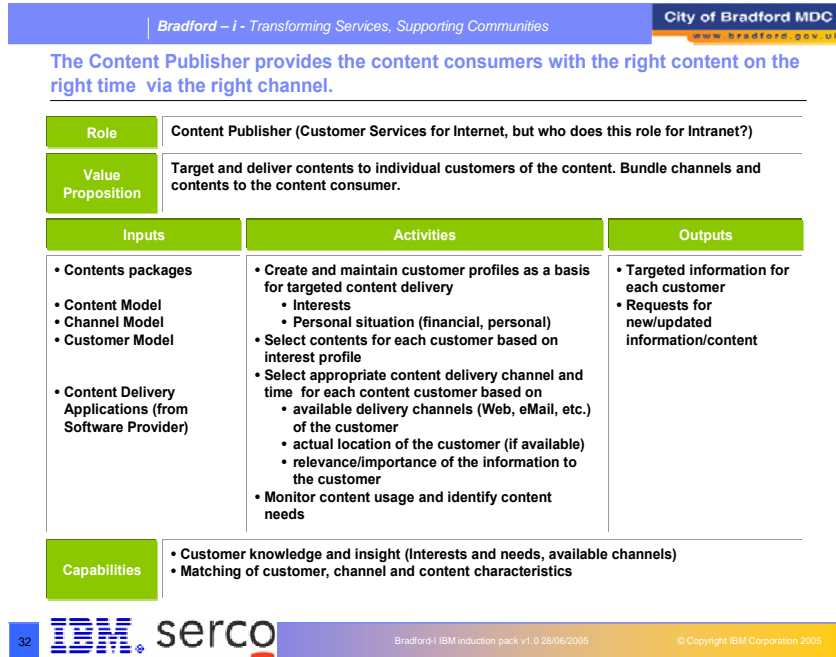 Bradford – i - Transforming Services, Supporting Communities
City of Bradford MDC
www.bradford.gov.uk
The Content Publisher provides the content consumers with the right content on the
right time via the right channel.
Role
Content Publisher (Customer Services for Internet, but who does this role for Intranet?)
Value
Proposition
Target and deliver contents to individual customers of the content. Bundle channels and
contents to the content consumer.
Inputs
Activities
Outputs
• Contents packages
• Content Model
• Channel Model
• Customer Model
• Content Delivery
Applications (from
Software Provider)
• Create and maintain customer profiles as a basis
for targeted content delivery
• Interests
• Personal situation (financial, personal)
• Select contents for each customer based on
interest profile
• Select appropriate content delivery channel and
time for each content customer based on
• available delivery channels (Web, eMail, etc.)
of the customer
• actual location of the customer (if available)
• relevance/importance of the information to
the customer
• Monitor content usage and identify content
needs
• Targeted information for
each customer
• Requests for
new/updated
information/content
Capabilities
• Customer knowledge and insight (Interests and needs, available channels)
• Matching of customer, channel and content characteristics
32
IBM.
serco
Bradford-I IBM induction pack v1.0 28/06/2005
© Copyright IBM Corporation 2005